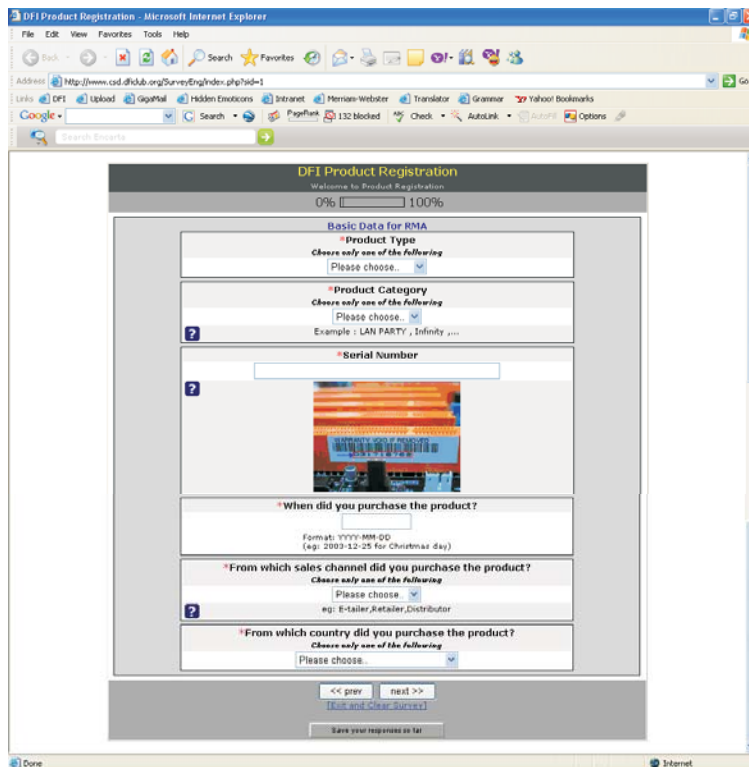 DFI Product Registration - Microsoft Internet Explorer
File Edit View Favorites Tools Help
Back Search Favorites
Address http://www.csd.dficlub.org/SurveyEng/index.php?sid=1 Go
Links DFI Upload GigaMail Hidden Emoticons Intranet Merriam-Webster Translator Grammar Yahoo! Bookmarks
Google Search PageRank 132 blocked Check AutoLink AutoFill Options
Search Encarta
DFI Product Registration
Welcome to Product Registration
0% 100%
Basic Data for RMA
*Product Type
Choose only one of the following
Please choose..
*Product Category
Choose only one of the following
Please choose..
? Example : LAN PARTY , Infinity ,...
*Serial Number
?
WARRANTY VOID IF REMOVED
*When did you purchase the product?
Format: YYYY-MM-DD
(eg: 2003-12-25 for Christmas day)
*From which sales channel did you purchase the product?
Choose only one of the following
Please choose..
? eg: E-tailer,Retailer,Distributor
*From which country did you purchase the product?
Choose only one of the following
Please choose..
<< prev next >>
[Exit and Clear Survey]
Save your responses so far
Done Internet